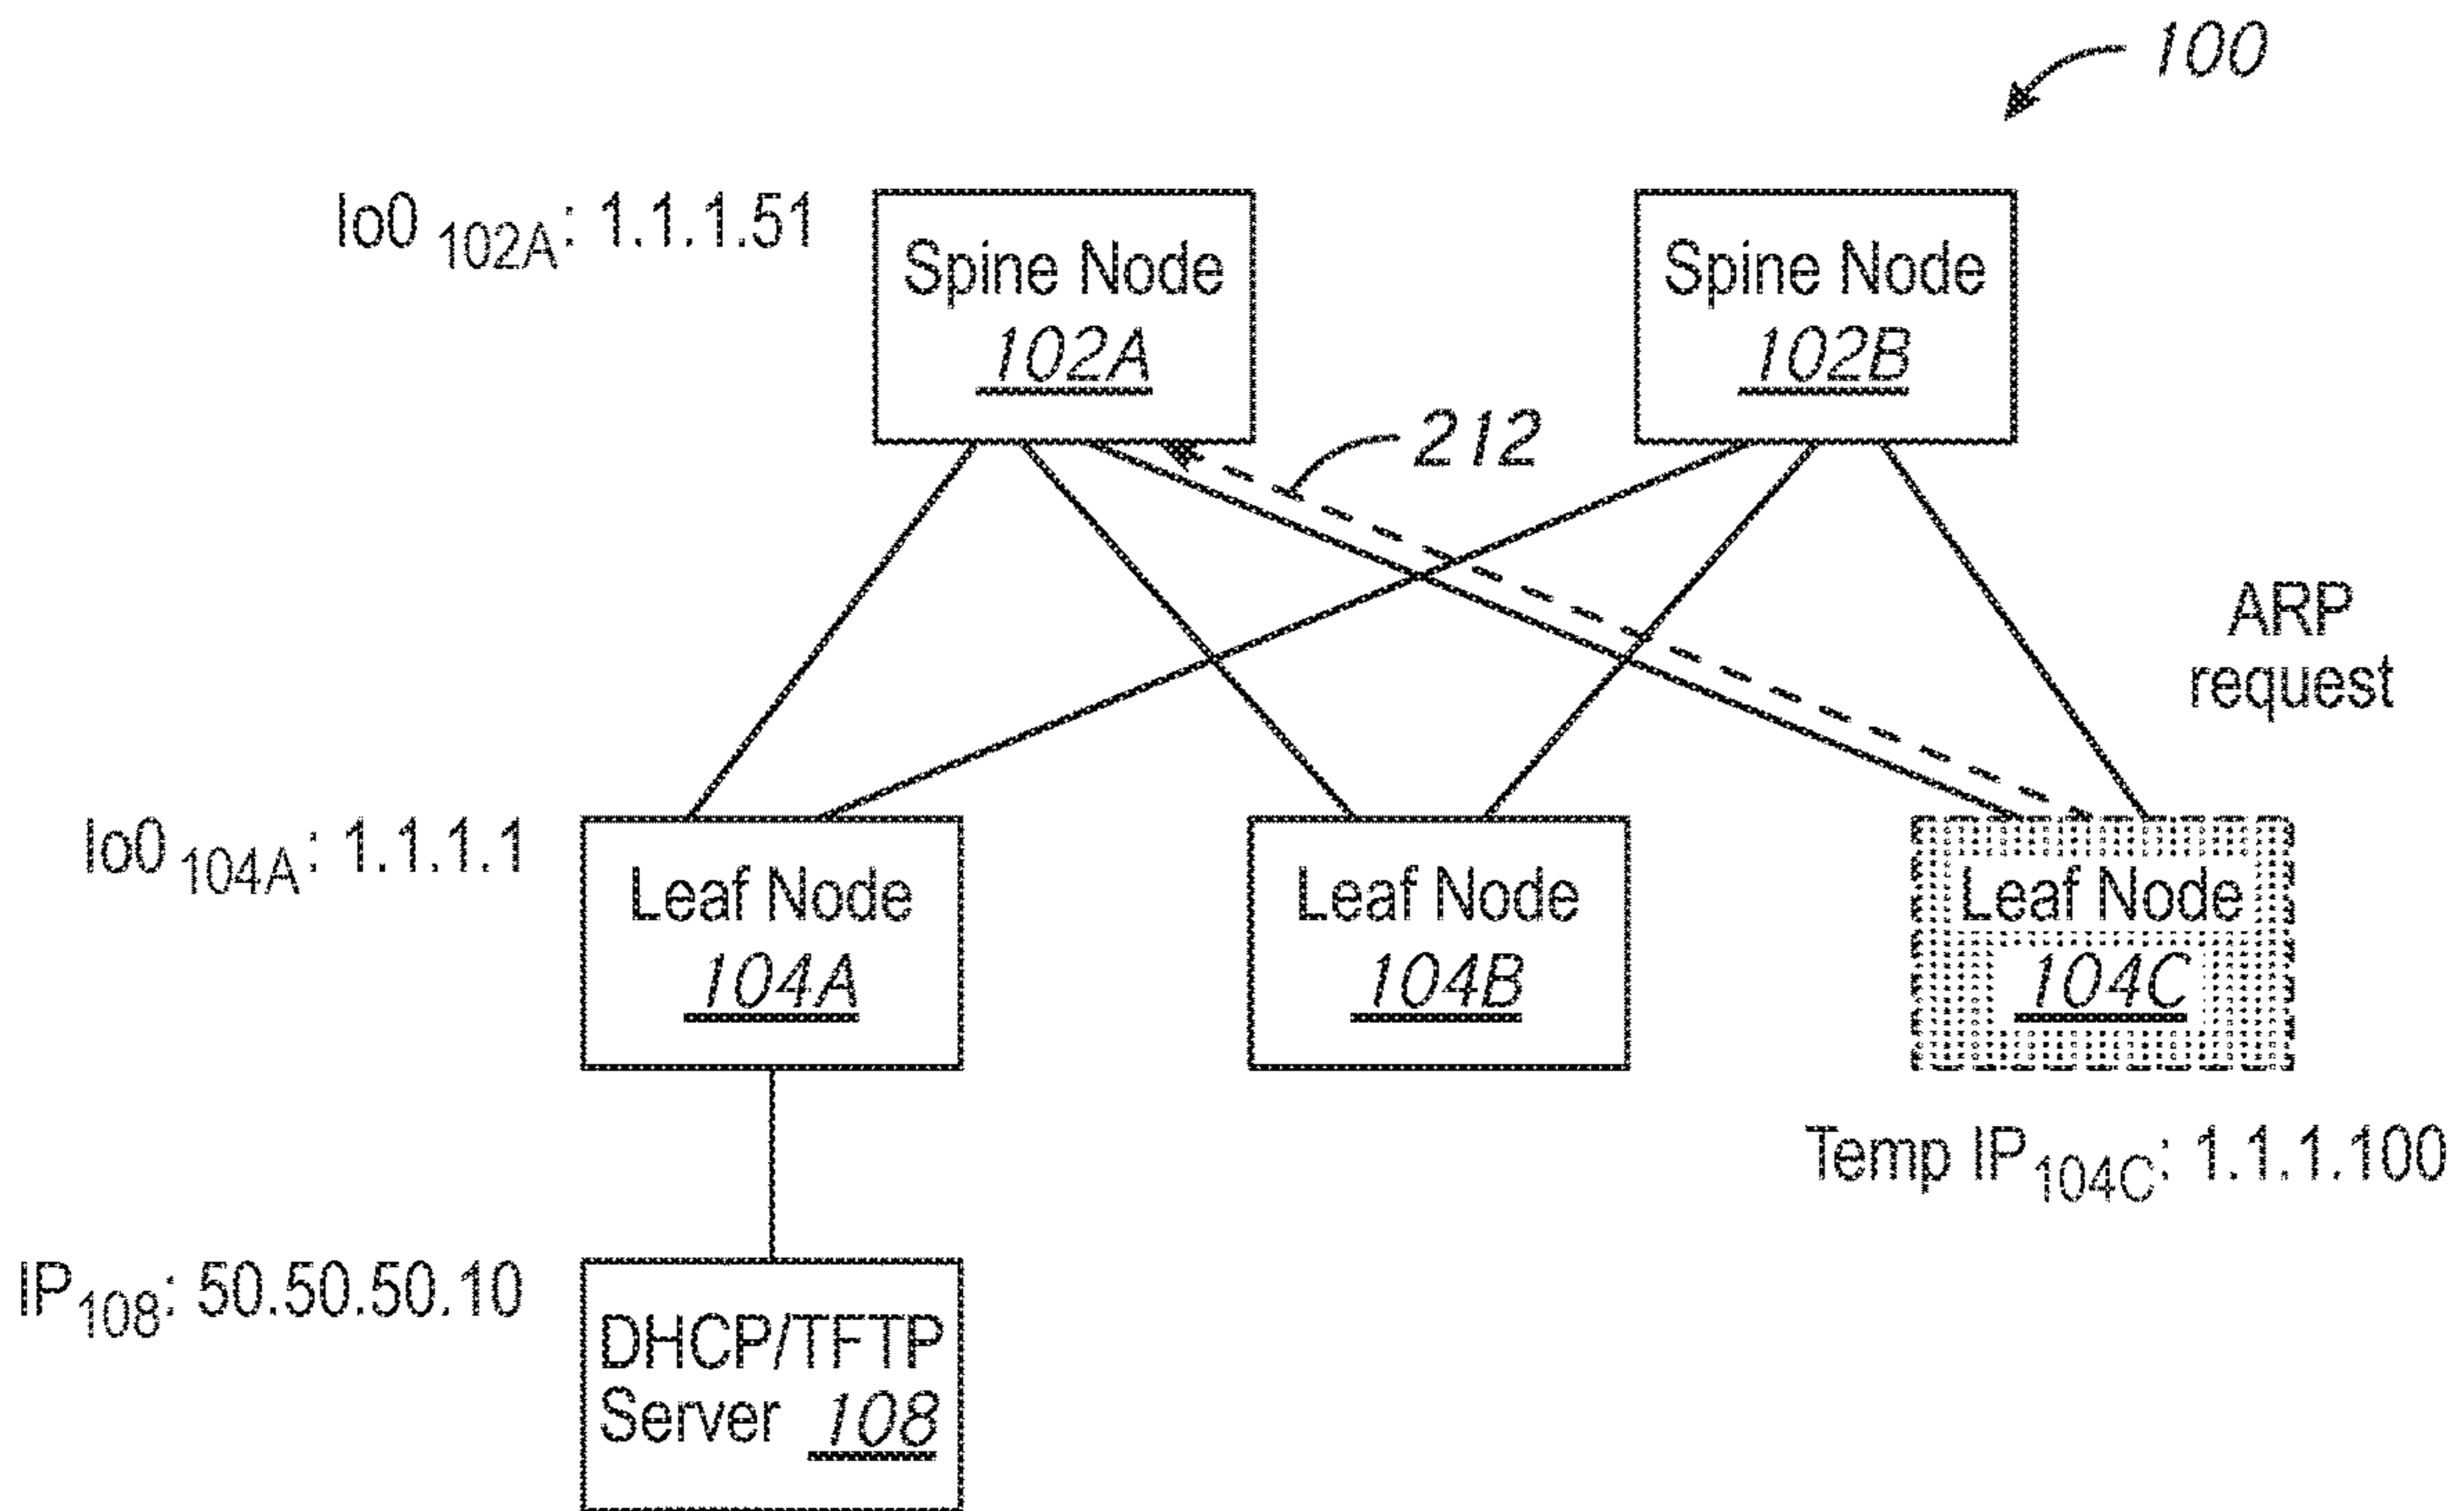 100
lo0 102A: 1.1.1.51
Spine Node
102A
Spine Node
102B
212
ARP
request
lo0 104A: 1.1.1.1
Leaf Node
104A
Leaf Node
104B
Leaf Node
104C
Temp IP104C: 1.1.1.100
IP108: 50.50.50.10
DHCP/TFTP
Server 108